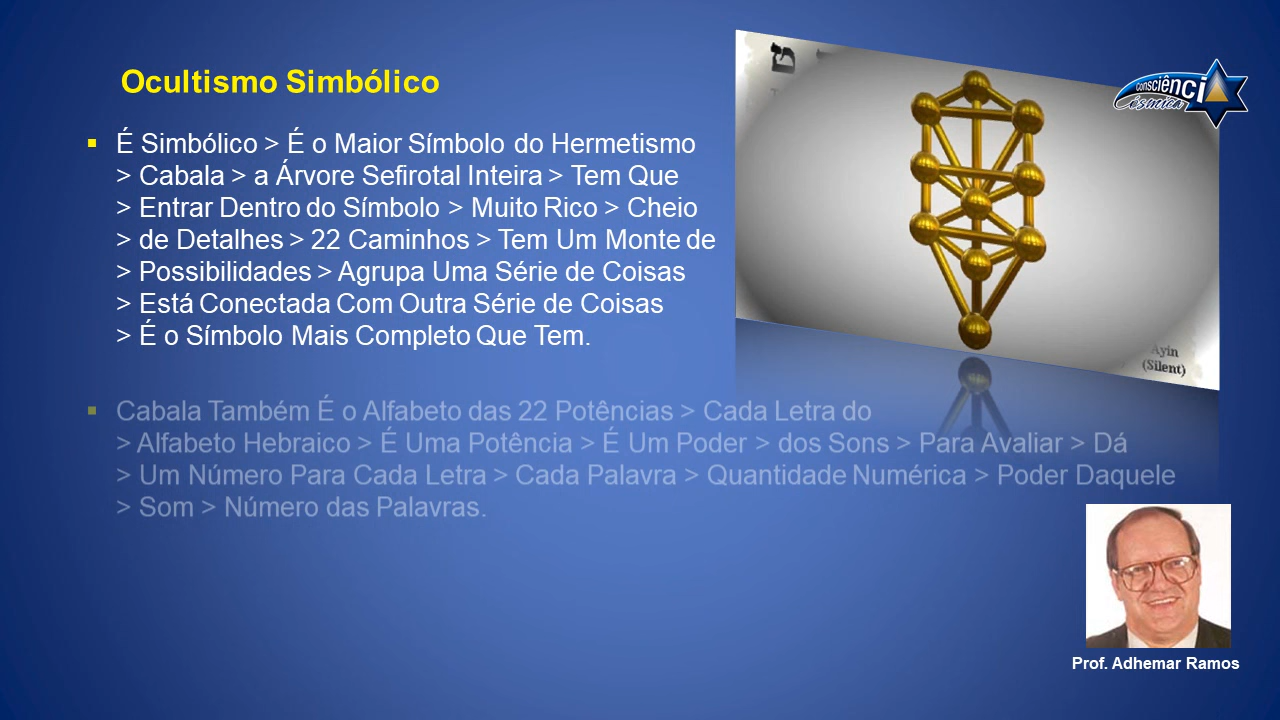 Ocultismo Simbólico
▪ É Simbólico > É o Maior Símbolo do Hermetismo
> Cabala > a Árvore Sefirotal Inteira > Tem Que
> Entrar Dentro do Símbolo > Muito Rico > Cheio
> de Detalhes > 22 Caminhos > Tem Um Monte de
> Possibilidades > Agrupa Uma Série de Coisas
> Está Conectada Com Outra Série de Coisas
> É o Símbolo Mais Completo Que Tem.
consciênci
Cósmica
Ayin
(Silent)
▪ Cabala Também É o Alfabeto das 22 Potências > Cada Letra do
> Alfabeto Hebraico > É Uma Potência > É Um Poder > dos Sons > Para Avaliar > Dá
> Um Número Para Cada Letra > Cada Palavra > Quantidade Numérica > Poder Daquele
> Som > Número das Palavras.
Prof. Adhemar Ramos